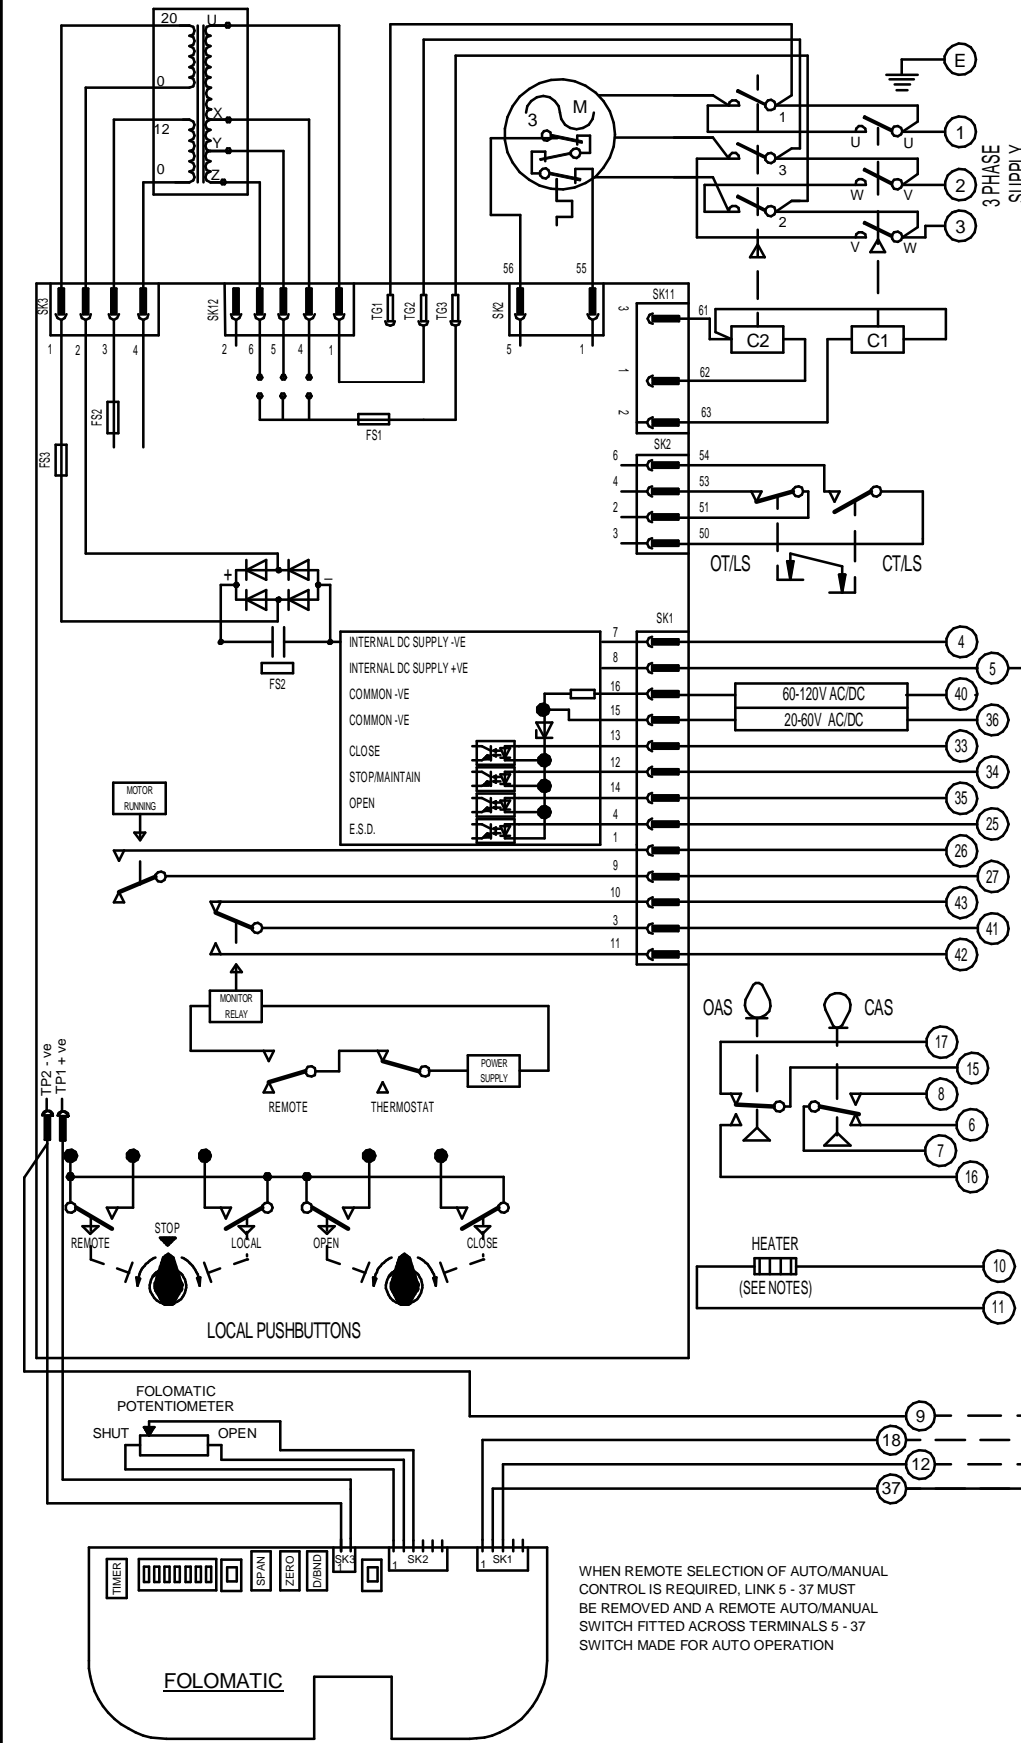 20
U
0
X
12
Y
0
Z
3
M
E
1
1
U
U
3 PHASE
SUPPLY
3
2
W
V
2
3
V
W
56
55
SK3
SK12
TG1
TG2
TG3
SK2
SK11
1
2
3
4
2
6
5
4
1
5
1
3
61
C2
C1
1
62
2
63
FS2
FS1
FS3
SK2
6
54
4
53
2
51
3
50
OT/LS
CT/LS
+
–
FS2
SK1
INTERNAL DC SUPPLY -VE
7
4
INTERNAL DC SUPPLY +VE
8
5
COMMON -VE
16
60-120V AC/DC
40
COMMON -VE
15
20-60V AC/DC
36
CLOSE
13
33
STOP/MAINTAIN
12
34
OPEN
14
35
E.S.D.
4
25
MOTOR
RUNNING
1
26
9
27
10
43
3
41
11
42
MONITOR
RELAY
OAS
CAS
17
15
8
6
7
16
POWER
SUPPLY
REMOTE
THERMOSTAT
TP2 - ve
TP1 + ve
REMOTE
STOP
LOCAL
OPEN
CLOSE
HEATER
(SEE NOTES)
10
11
LOCAL PUSHBUTTONS
FOLOMATIC
POTENTIOMETER
SHUT
OPEN
9
18
12
37
TIMER
SPAN
ZERO
D/BND
SK3
1
SK2
1
SK1
1
WHEN REMOTE SELECTION OF AUTO/MANUAL
CONTROL IS REQUIRED, LINK 5 - 37 MUST
BE REMOVED AND A REMOTE AUTO/MANUAL
SWITCH FITTED ACROSS TERMINALS 5 - 37
SWITCH MADE FOR AUTO OPERATION
FOLOMATIC